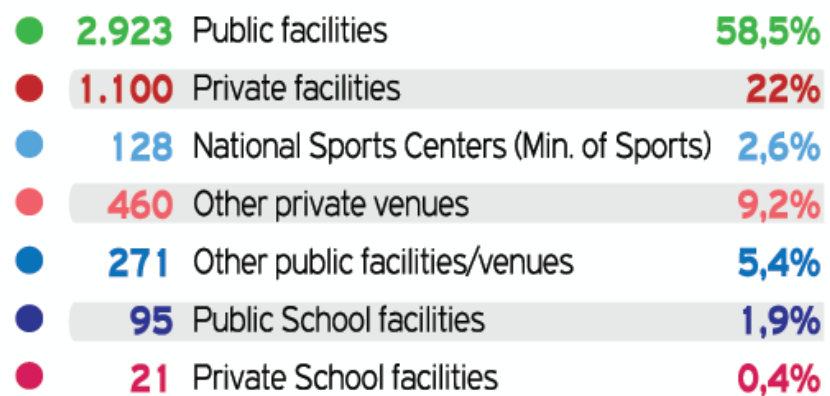 2.923 Public facilities 58,5%
1.100 Private facilities 22%
128 National Sports Centers (Min. of Sports) 2,6%
460 Other private venues 9,2%
271 Other public facilities/venues 5,4%
95 Public School facilities 1,9%
21 Private School facilities 0,4%